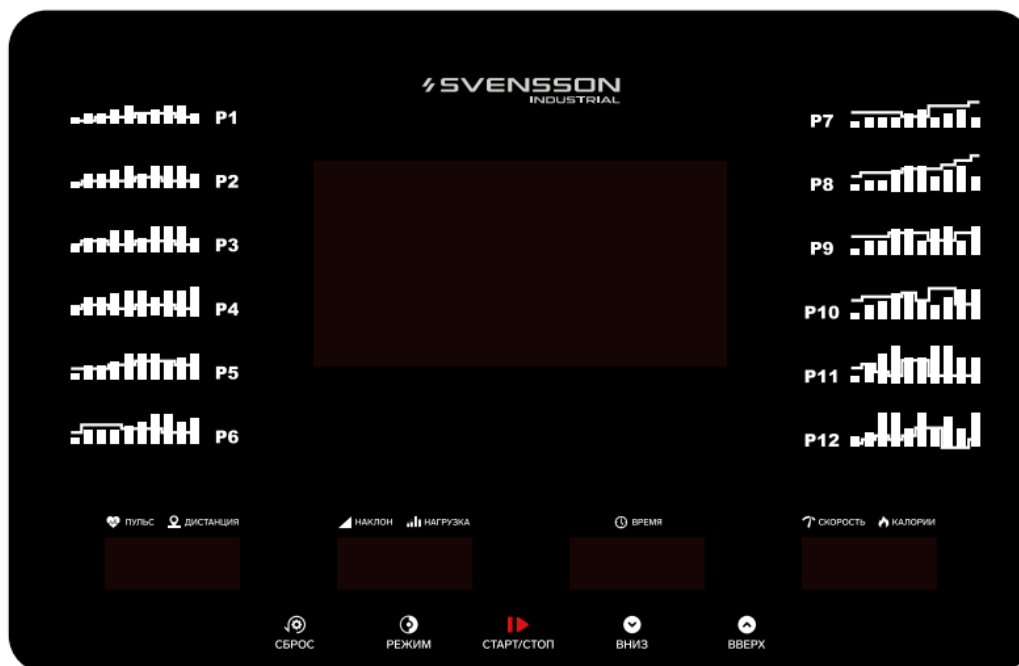 SVENSSON
INDUSTRIAL
P1
P2
P3
P4
P5
P6
P7
P8
P9
P10
P11
P12
ПУЛЬС ДИСТАНЦИЯ
НАКЛОН НАГРУЗКА
ВРЕМЯ
СКОРОСТЬ КАЛОРИИ
СБРОС
РЕЖИМ
СТАРТ/СТОП
ВНИЗ
ВВЕРХ